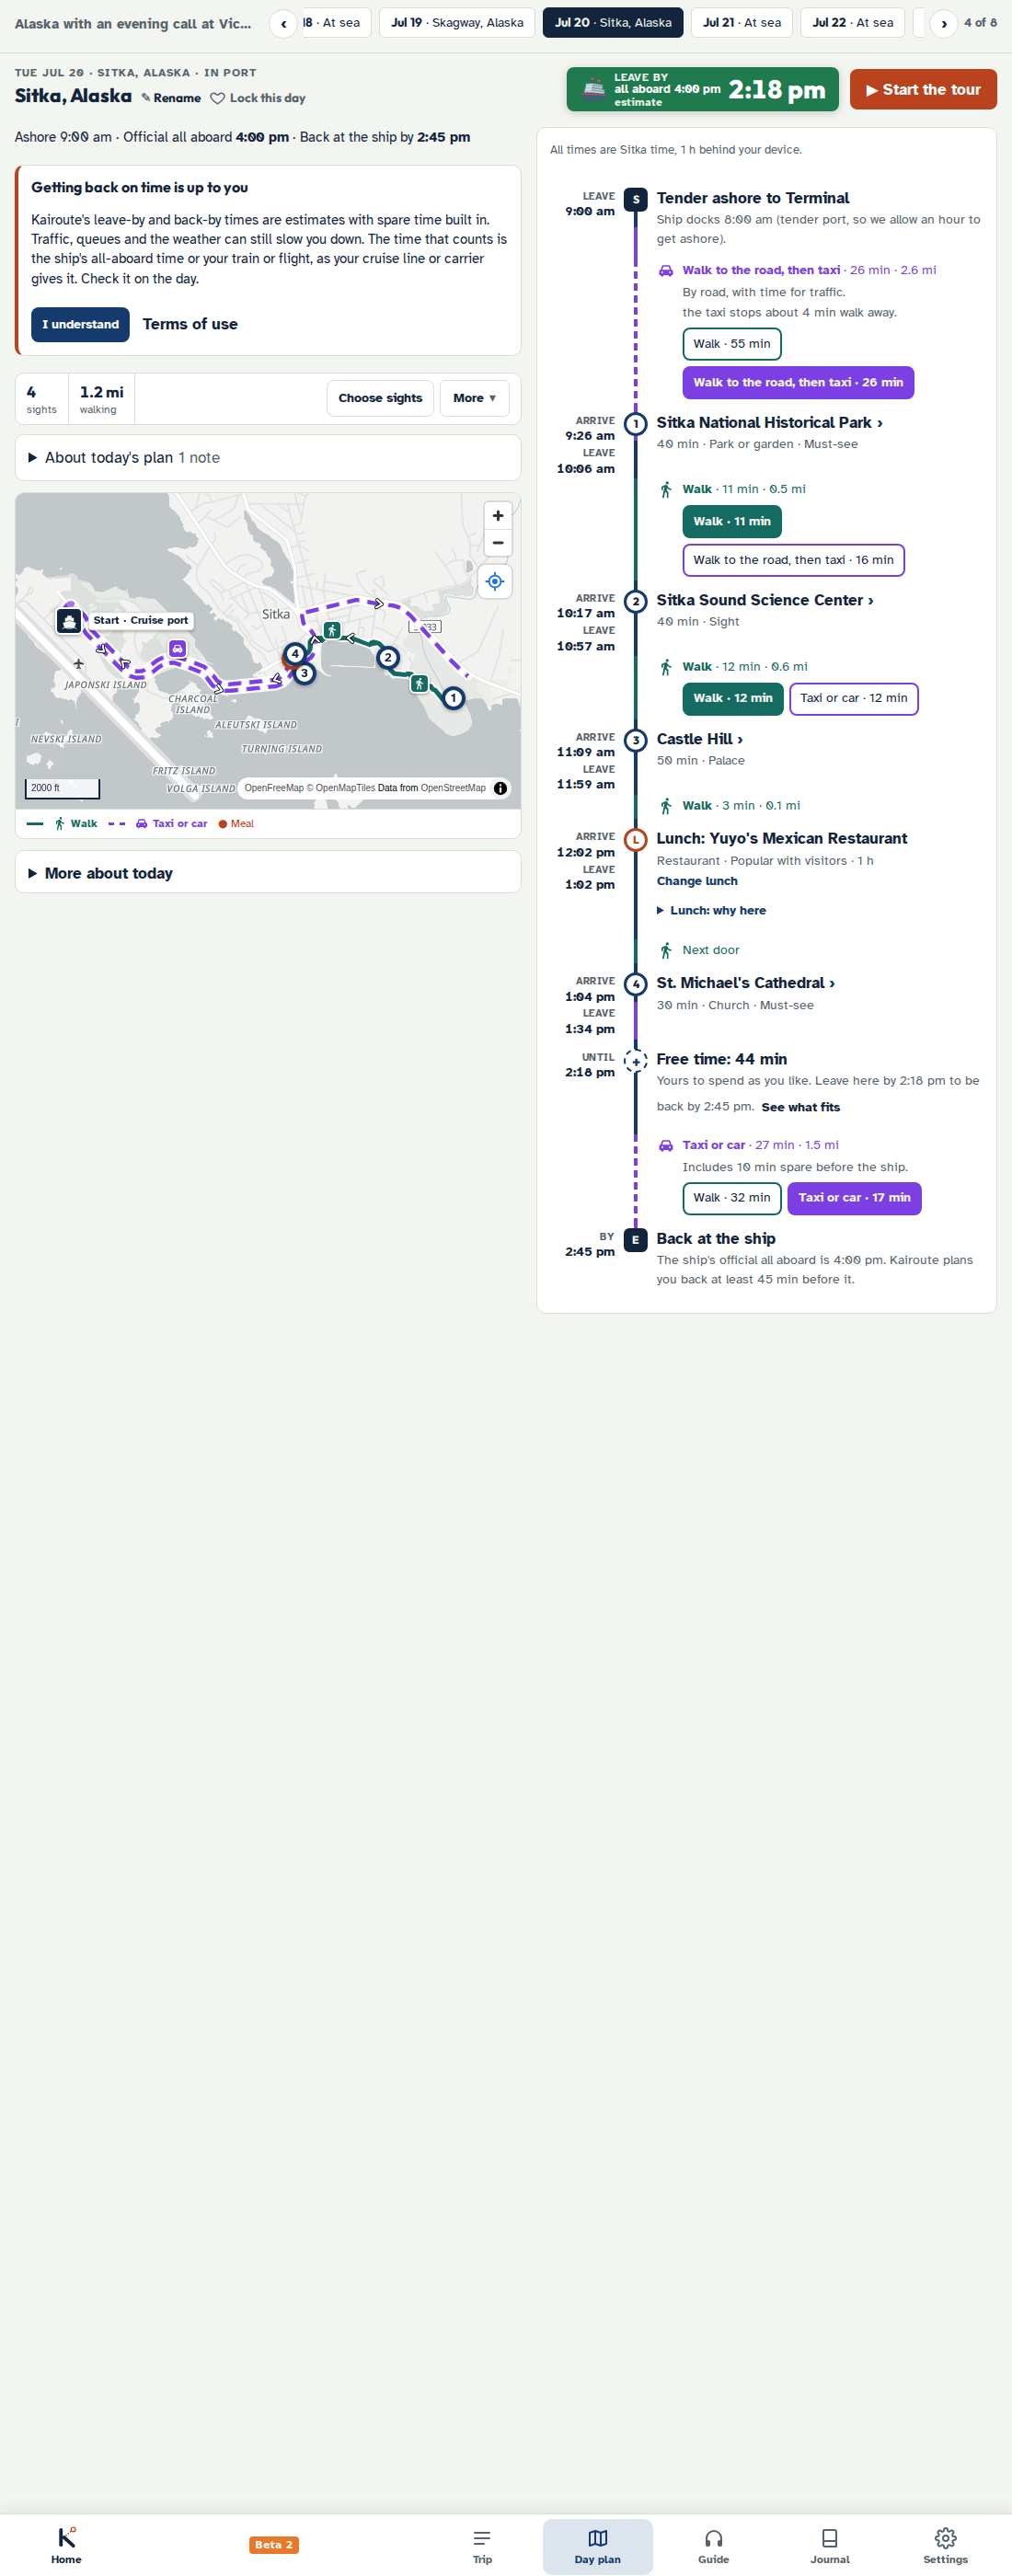 Alaska with an evening call at Vic...
‹
18 · At sea
Jul 19 · Skagway, Alaska
Jul 20 · Sitka, Alaska
Jul 21 · At sea
Jul 22 · At sea
›
4 of 8
TUE JUL 20 · SITKA, ALASKA · IN PORT
Sitka, Alaska
✎ Rename
Lock this day
LEAVE BY
all aboard 4:00 pm
estimate
2:18 pm
▶ Start the tour
Ashore 9:00 am · Official all aboard 4:00 pm · Back at the ship by 2:45 pm
Getting back on time is up to you
Kairoute's leave-by and back-by times are estimates with spare time built in.
Traffic, queues and the weather can still slow you down. The time that counts is
the ship's all-aboard time or your train or flight, as your cruise line or carrier
gives it. Check it on the day.
I understand
Terms of use
4
sights
1.2 mi
walking
Choose sights
More ▼
▶ About today's plan 1 note
+
−
Sitka
Start · Cruise port
JAPONSKI ISLAND
CHARCOAL
ISLAND
ALEUTSKI ISLAND
NEVSKI ISLAND
TURNING ISLAND
FRITZ ISLAND
VOLGA ISLAND
4
3
2
1
2000 ft
OpenFreeMap © OpenMapTiles Data from OpenStreetMap
Walk
Taxi or car
Meal
▶ More about today
All times are Sitka time, 1 h behind your device.
LEAVE
9:00 am
S
Tender ashore to Terminal
Ship docks 8:00 am (tender port, so we allow an hour to
get ashore).
Walk to the road, then taxi · 26 min · 2.6 mi
By road, with time for traffic.
the taxi stops about 4 min walk away.
Walk · 55 min
Walk to the road, then taxi · 26 min
ARRIVE
9:26 am
LEAVE
10:06 am
1
Sitka National Historical Park ›
40 min · Park or garden · Must-see
Walk · 11 min · 0.5 mi
Walk · 11 min
Walk to the road, then taxi · 16 min
ARRIVE
10:17 am
LEAVE
10:57 am
2
Sitka Sound Science Center ›
40 min · Sight
Walk · 12 min · 0.6 mi
Walk · 12 min
Taxi or car · 12 min
ARRIVE
11:09 am
LEAVE
11:59 am
3
Castle Hill ›
50 min · Palace
Walk · 3 min · 0.1 mi
ARRIVE
12:02 pm
LEAVE
1:02 pm
L
Lunch: Yuyo's Mexican Restaurant
Restaurant · Popular with visitors · 1 h
Change lunch
▶ Lunch: why here
Next door
ARRIVE
1:04 pm
LEAVE
1:34 pm
4
St. Michael's Cathedral ›
30 min · Church · Must-see
UNTIL
2:18 pm
+
Free time: 44 min
Yours to spend as you like. Leave here by 2:18 pm to be
back by 2:45 pm. See what fits
Taxi or car · 27 min · 1.5 mi
Includes 10 min spare before the ship.
Walk · 32 min
Taxi or car · 17 min
BY
2:45 pm
E
Back at the ship
The ship's official all aboard is 4:00 pm. Kairoute plans
you back at least 45 min before it.
Home
Beta 2
Trip
Day plan
Guide
Journal
Settings